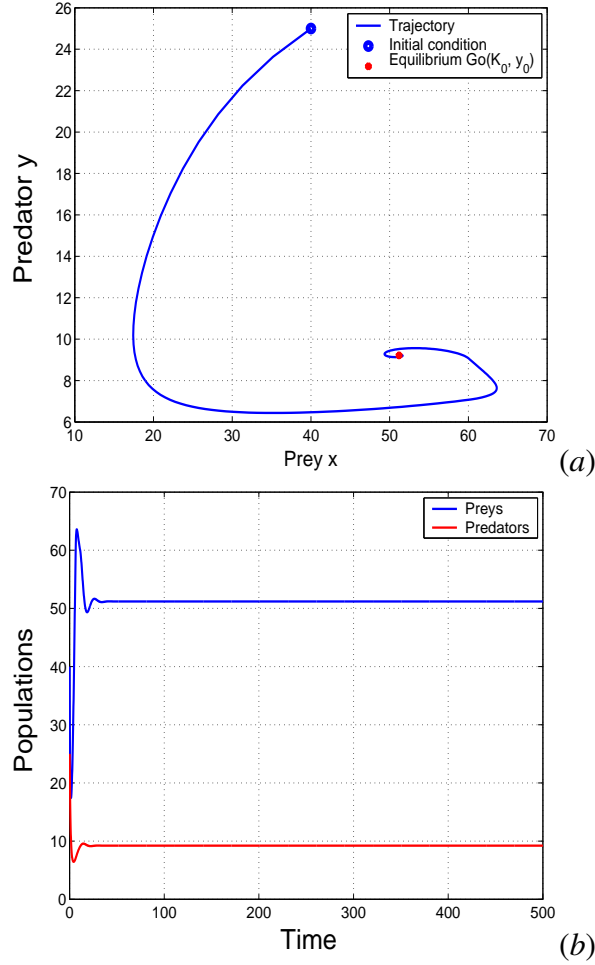 26
24
22
20
18
16
14
12
10
8
6
Predator y
Trajectory
Initial condition
Equilibrium Go(K_0, y_0)
10 20 30 40 50 60 70
Prey x
(a)
70
60
50
40
30
20
10
0
Populations
Preys
Predators
0 100 200 300 400 500
Time
(b)